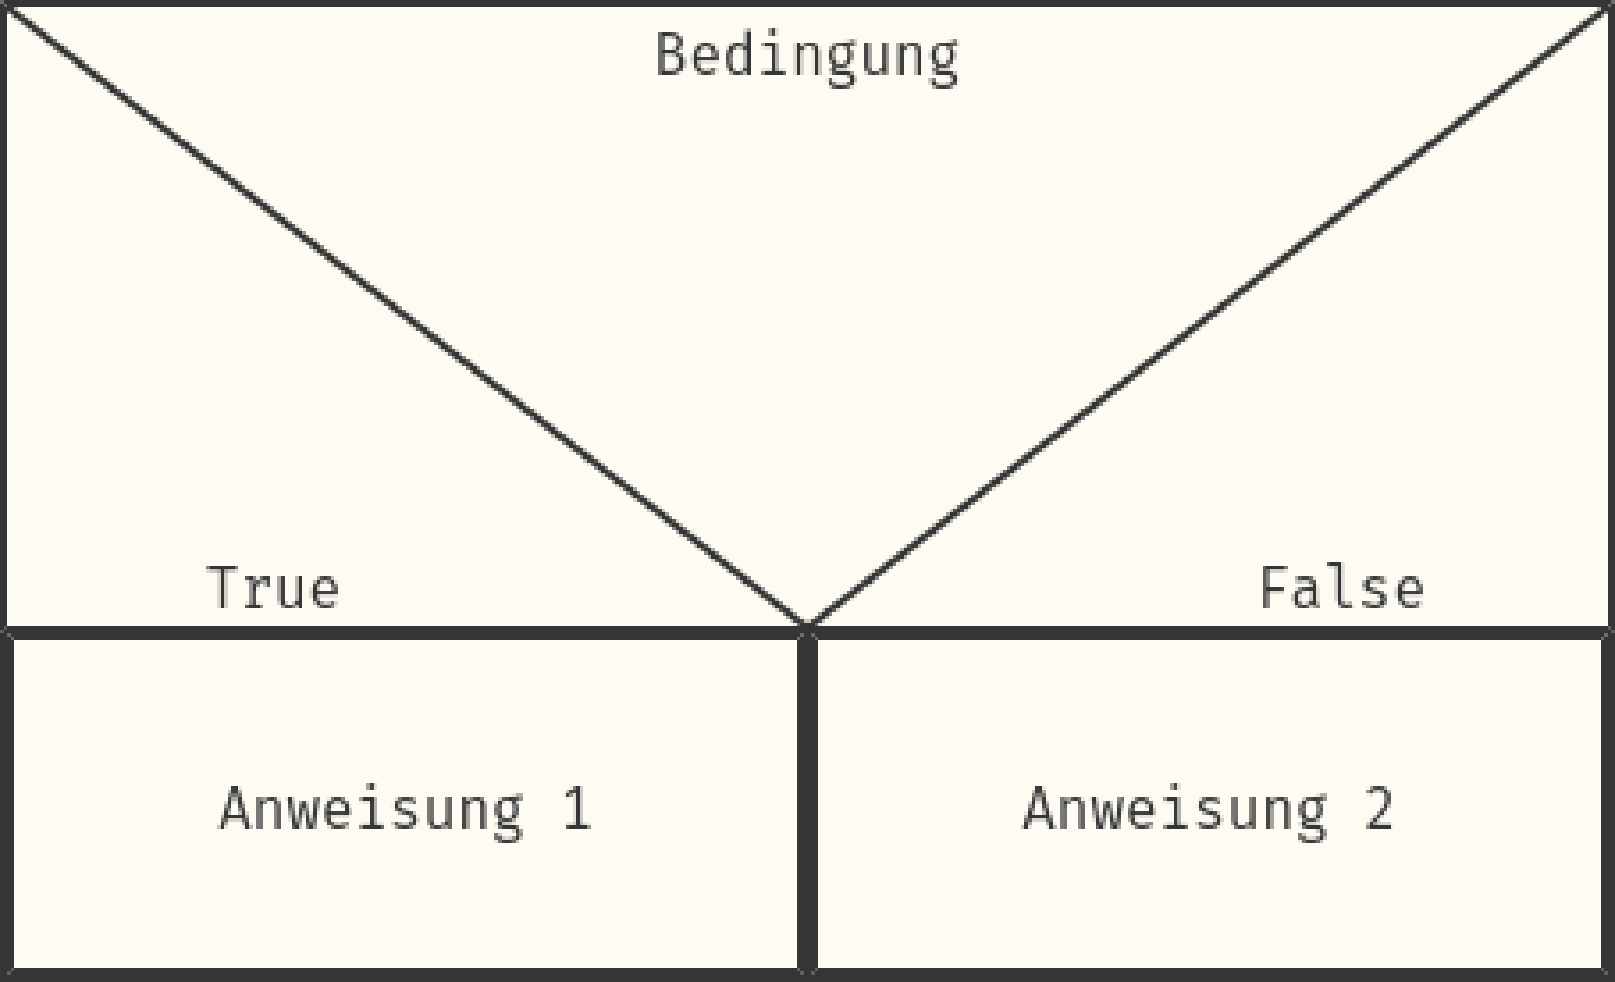 Bedingung
True
False
Anweisung 1
Anweisung 2